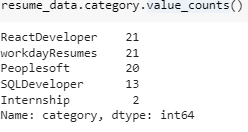 resume_data.category.value_counts()
ReactDeveloper 21
workdayResumes 21
Peoplesoft 20
SQLDeveloper 13
Internship 2
Name: category, dtype: int64